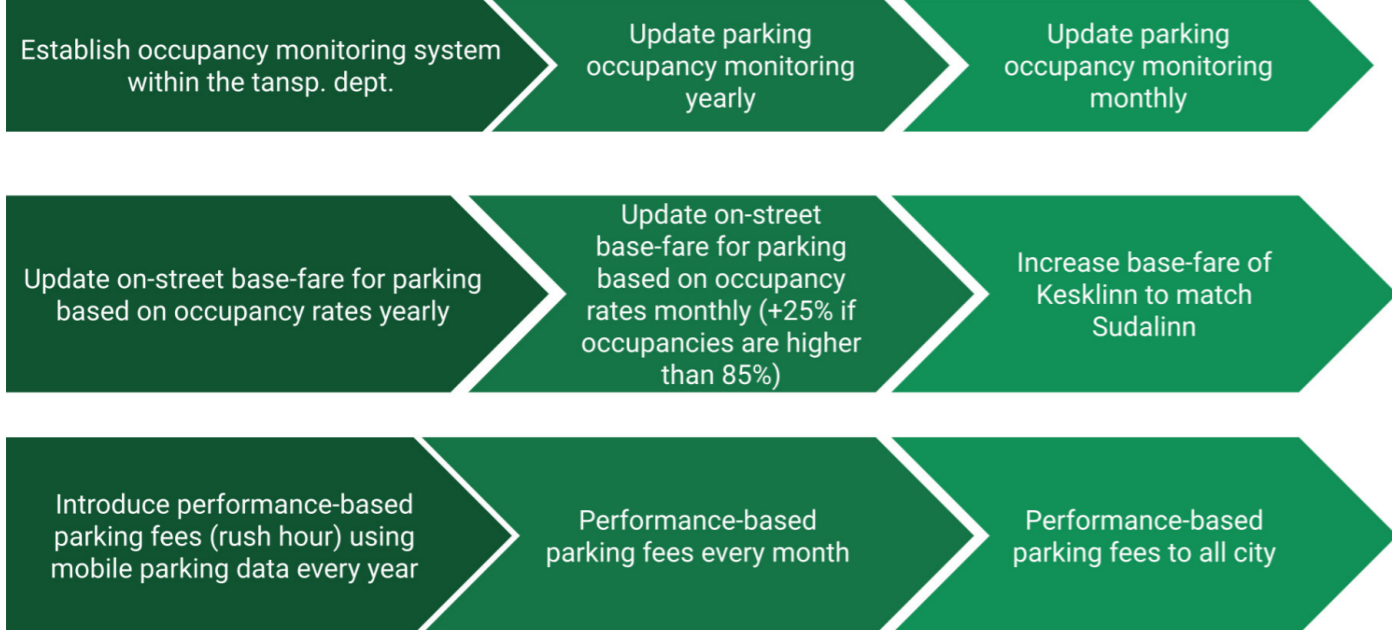 Establish occupancy monitoring system
within the tansp. dept.
Update parking
occupancy monitoring
yearly
Update parking
occupancy monitoring
monthly
Update on-street base-fare for parking
based on occupancy rates yearly
Update on-street
base-fare for parking
based on occupancy
rates monthly (+25% if
occupancies are higher
than 85%)
Increase base-fare of
Kesklinn to match
Sudalinn
Introduce performance-based
parking fees (rush hour) using
mobile parking data every year
Performance-based
parking fees every month
Performance-based
parking fees to all city